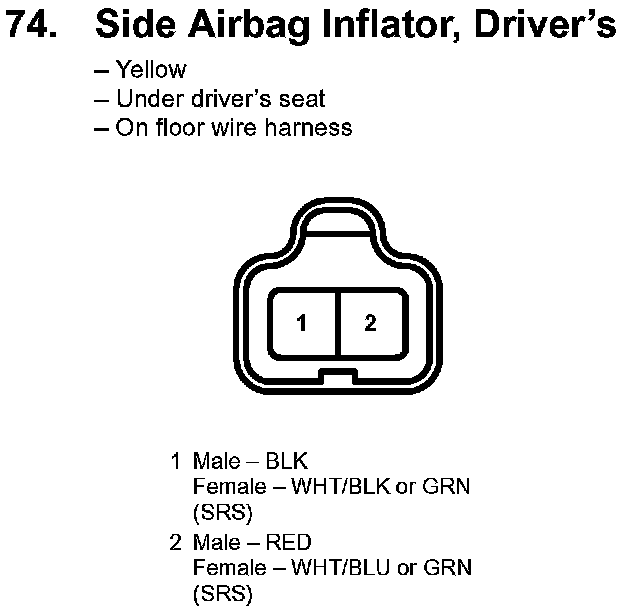 74. Side Airbag Inflator, Driver’s
– Yellow
– Under driver’s seat
– On floor wire harness
1 2
1 Male – BLK
Female – WHT/BLK or GRN
(SRS)
2 Male – RED
Female – WHT/BLU or GRN
(SRS)